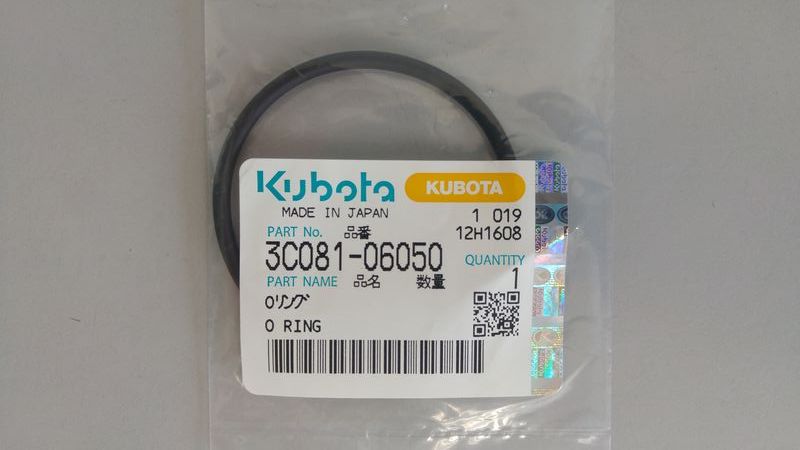 Kubota KUBOTA
MADE IN JAPAN 1 019
PART No. 品番 12H1608
3C081-06050 QUANTITY
PART NAME 品名 数量 1
Oリング
O RING